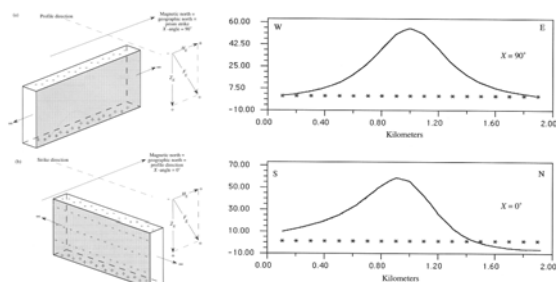 (a)
Profile direction
Magnetic north =
geographic north =
prism strike
X-angle = 90°
W
E
X = 90°
60.00
42.50
25.00
7.50
−10.00
0.00
0.40
0.80
1.20
1.60
2.00
Kilometers
(b)
Strike direction
Magnetic north =
geographic north =
profile direction
X-angle = 0°
S
N
X = 0°
70.00
50.00
30.00
10.00
−10.00
0.00
0.40
0.80
1.20
1.60
2.00
Kilometers